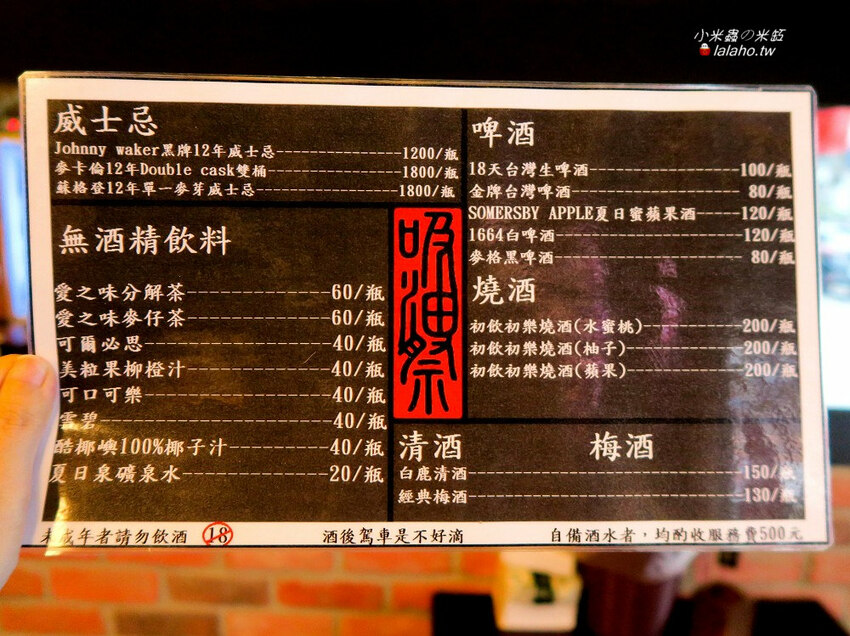 小米蟲の米缸
lalaho.tw
威士忌
Johnny waker黑牌12年威士忌 1200/瓶
麥卡倫12年Double cask雙桶 1800/瓶
蘇格登12年單一麥芽威士忌 1800/瓶
無酒精飲料
愛之味分解茶 60/瓶
愛之味麥仔茶 60/瓶
可爾必思 40/瓶
美粒果柳橙汁 40/瓶
可口可樂 40/瓶
雪碧 40/瓶
酷椰嶼100%椰子汁 40/瓶
夏日泉礦泉水 20/瓶
啤酒
18天台灣生啤酒 100/瓶
金牌台灣啤酒 80/瓶
SOMERSBY APPLE夏日蜜蘋果酒 120/瓶
1664白啤酒 120/瓶
麥格黑啤酒 80/瓶
燒酒
初飲初樂燒酒(水蜜桃) 200/瓶
初飲初樂燒酒(柚子) 200/瓶
初飲初樂燒酒(蘋果) 200/瓶
清酒 梅酒
白鹿清酒 150/瓶
經典梅酒 130/瓶
未成年者請勿飲酒 18 酒後駕車是不好滴 自備酒水者，均酌收服務費500元